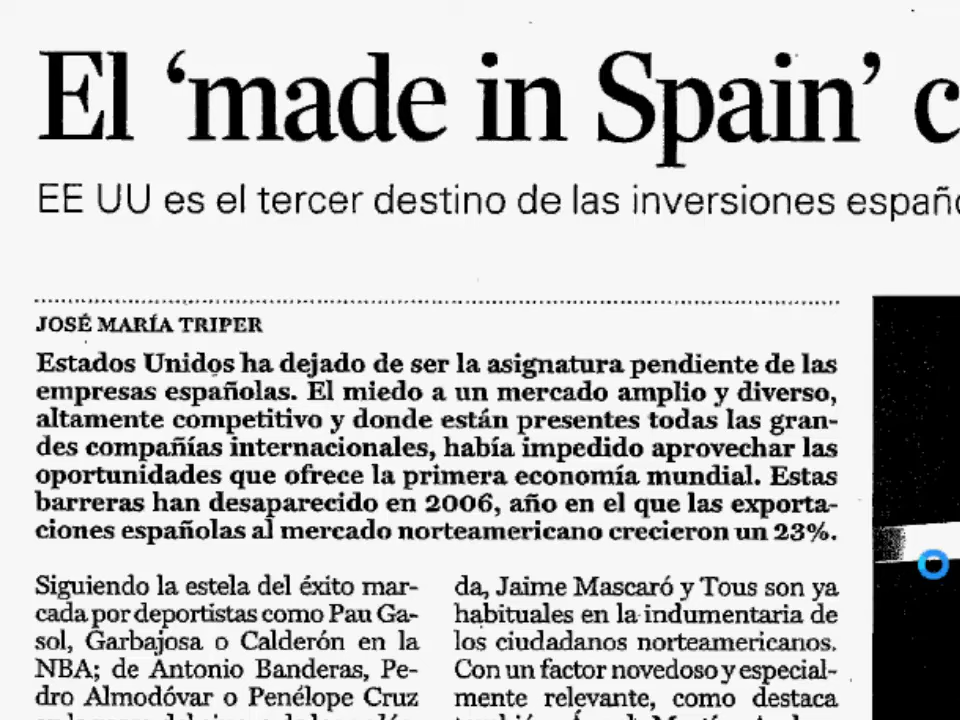 El ‘made in Spain’ c
EE UU es el tercer destino de las inversiones españo
JOSÉ MARÍA TRIPER
Estados Unidos ha dejado de ser la asignatura pendiente de las
empresas españolas. El miedo a un mercado amplio y diverso,
altamente competitivo y donde están presentes todas las gran-
des compañías internacionales, había impedido aprovechar las
oportunidades que ofrece la primera economía mundial. Estas
barreras han desaparecido en 2006, año en el que las exporta-
ciones españolas al mercado norteamericano crecieron un 23%.
Siguiendo la estela del éxito mar-
cada por deportistas como Pau Ga-
sol, Garbajosa o Calderón en la
NBA; de Antonio Banderas, Pe-
dro Almodóvar o Penélope Cruz
da, Jaime Mascaró y Tous son ya
habituales en la indumentaria de
los ciudadanos norteamericanos.
Con un factor novedoso y especial-
mente relevante, como destaca